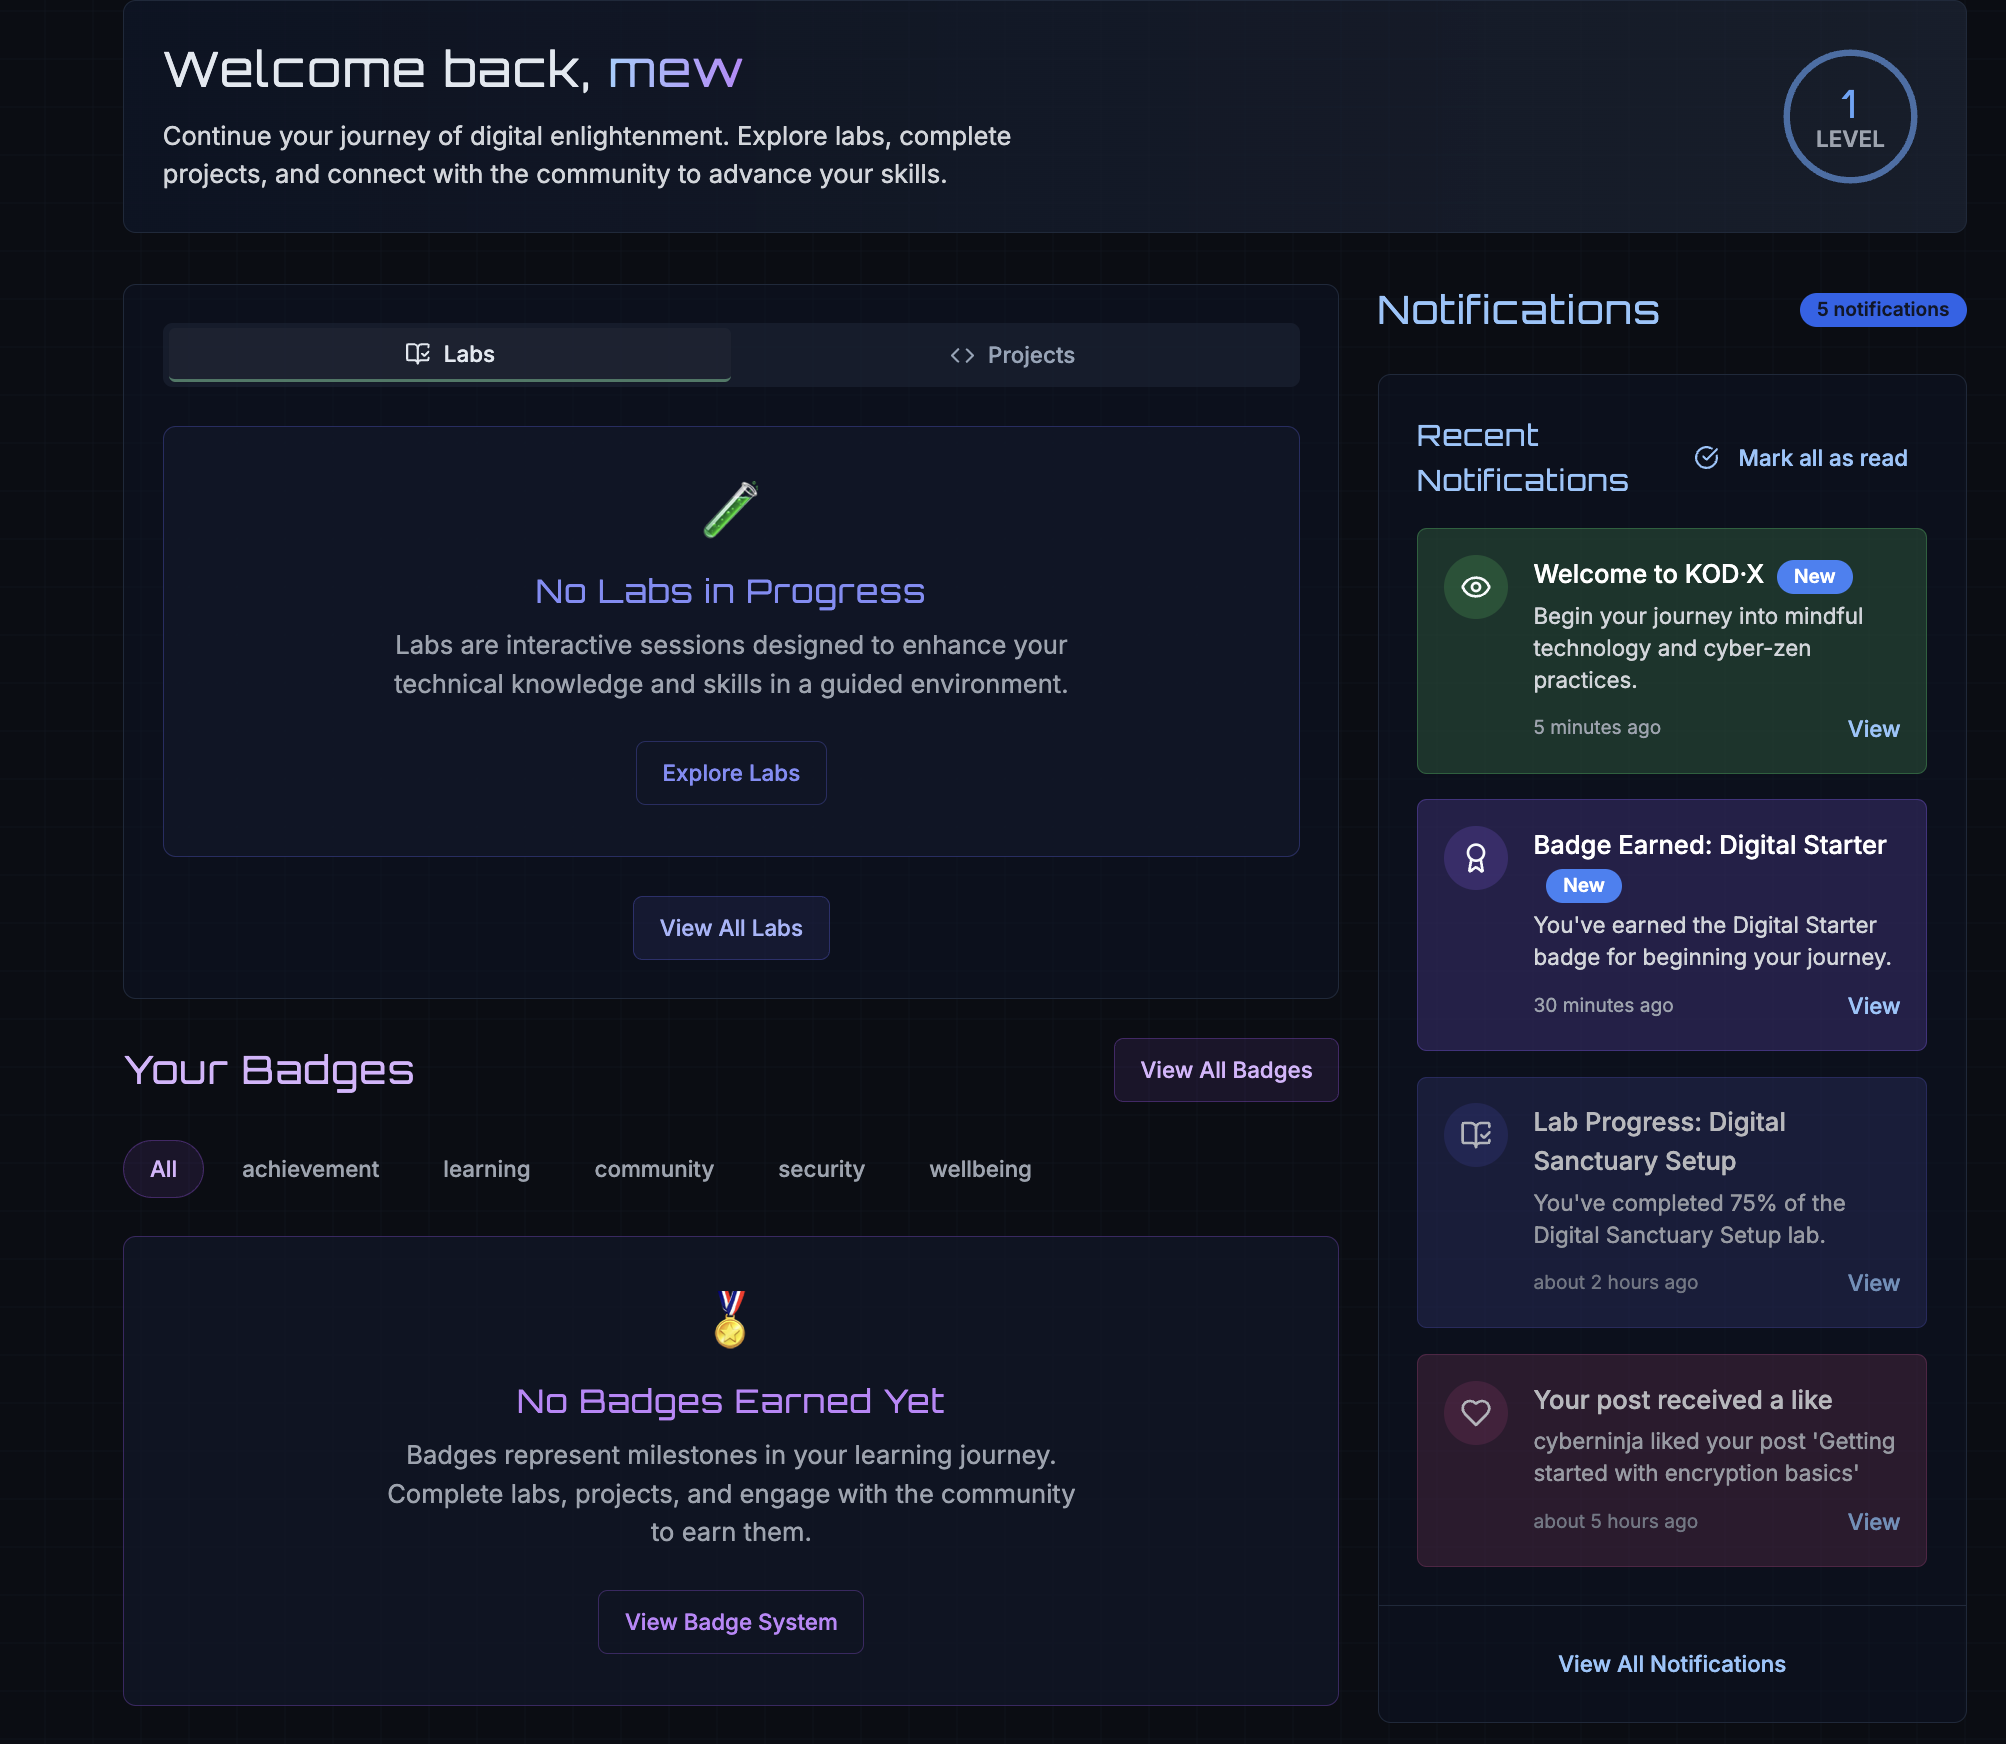 Welcome back, mew
Continue your journey of digital enlightenment. Explore labs, complete
projects, and connect with the community to advance your skills.
1
LEVEL
Labs
Projects
No Labs in Progress
Labs are interactive sessions designed to enhance your
technical knowledge and skills in a guided environment.
Explore Labs
View All Labs
Your Badges
View All Badges
All
achievement
learning
community
security
wellbeing
No Badges Earned Yet
Badges represent milestones in your learning journey.
Complete labs, projects, and engage with the community
to earn them.
View Badge System
Notifications
5 notifications
Recent
Notifications
Mark all as read
Welcome to KOD·X New
Begin your journey into mindful
technology and cyber-zen
practices.
5 minutes ago
View
Badge Earned: Digital Starter
New
You've earned the Digital Starter
badge for beginning your journey.
30 minutes ago
View
Lab Progress: Digital
Sanctuary Setup
You've completed 75% of the
Digital Sanctuary Setup lab.
about 2 hours ago
View
Your post received a like
cyberninja liked your post 'Getting
started with encryption basics'
about 5 hours ago
View
View All Notifications